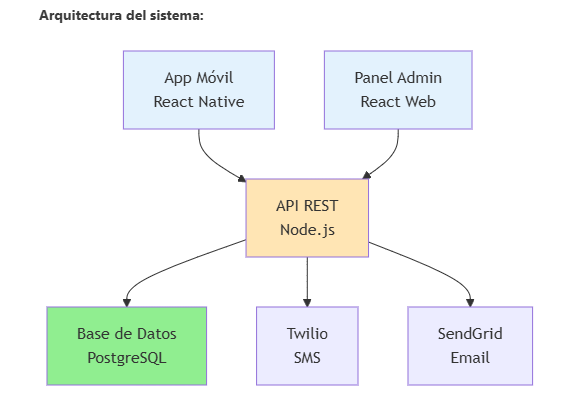 Arquitectura del sistema:
App Móvil
React Native
Panel Admin
React Web
API REST
Node.js
Base de Datos
PostgreSQL
Twilio
SMS
SendGrid
Email